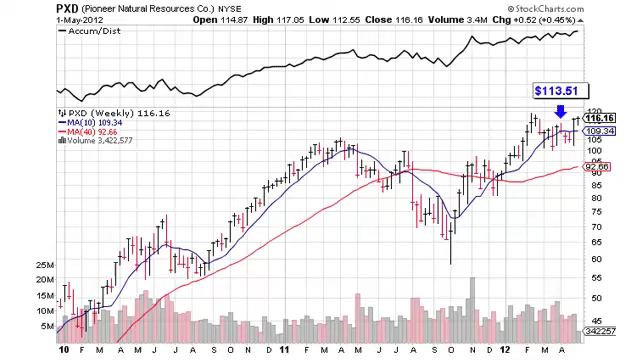 PXD (Pioneer Natural Resources Co.) NYSE
© StockCharts.com
1-May-2012
Open 114.87 High 117.05 Low 112.55 Close 116.16 Volume 3.4M Chg +0.52 (+0.45%)
Accum/Dist
$113.51
PXD (Weekly) 116.16
MA(10) 109.34
MA(40) 92.66
Volume 3,422,577
120
116.16
109.34
105
100
95
92.66
90
85
80
75
70
65
60
55
50
45
25M
20M
15M
10M
5M
342257
10 F M A M J J A S O N D 11 F M A M J J A S O N D 12 F M A